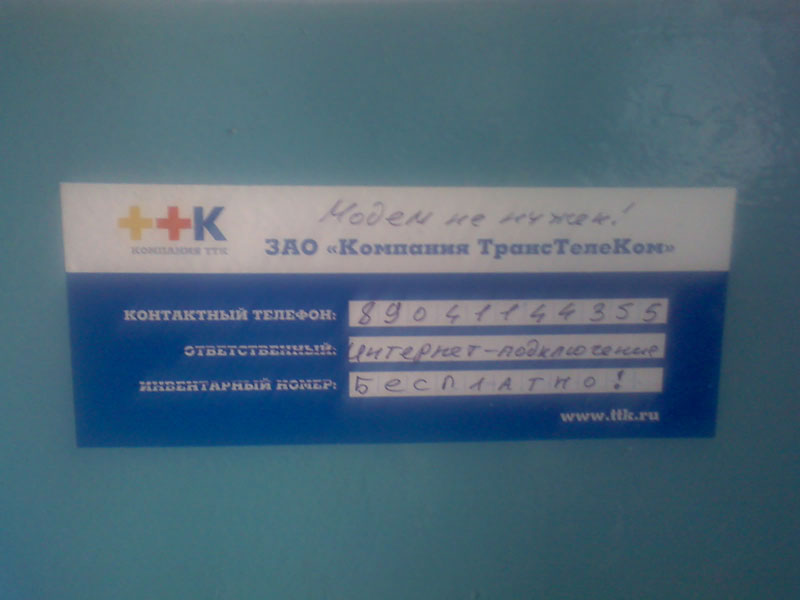 Модем не нужен!
++К
КОМПАНИЯ ТТК
ЗАО «Компания ТрансТелеКом»
КОНТАКТНЫЙ ТЕЛЕФОН: 89041144355
ОТВЕТСТВЕННЫЙ: Интернет-подключение
ИНВЕНТАРНЫЙ НОМЕР: БЕСПЛАТНО!
www.ttk.ru